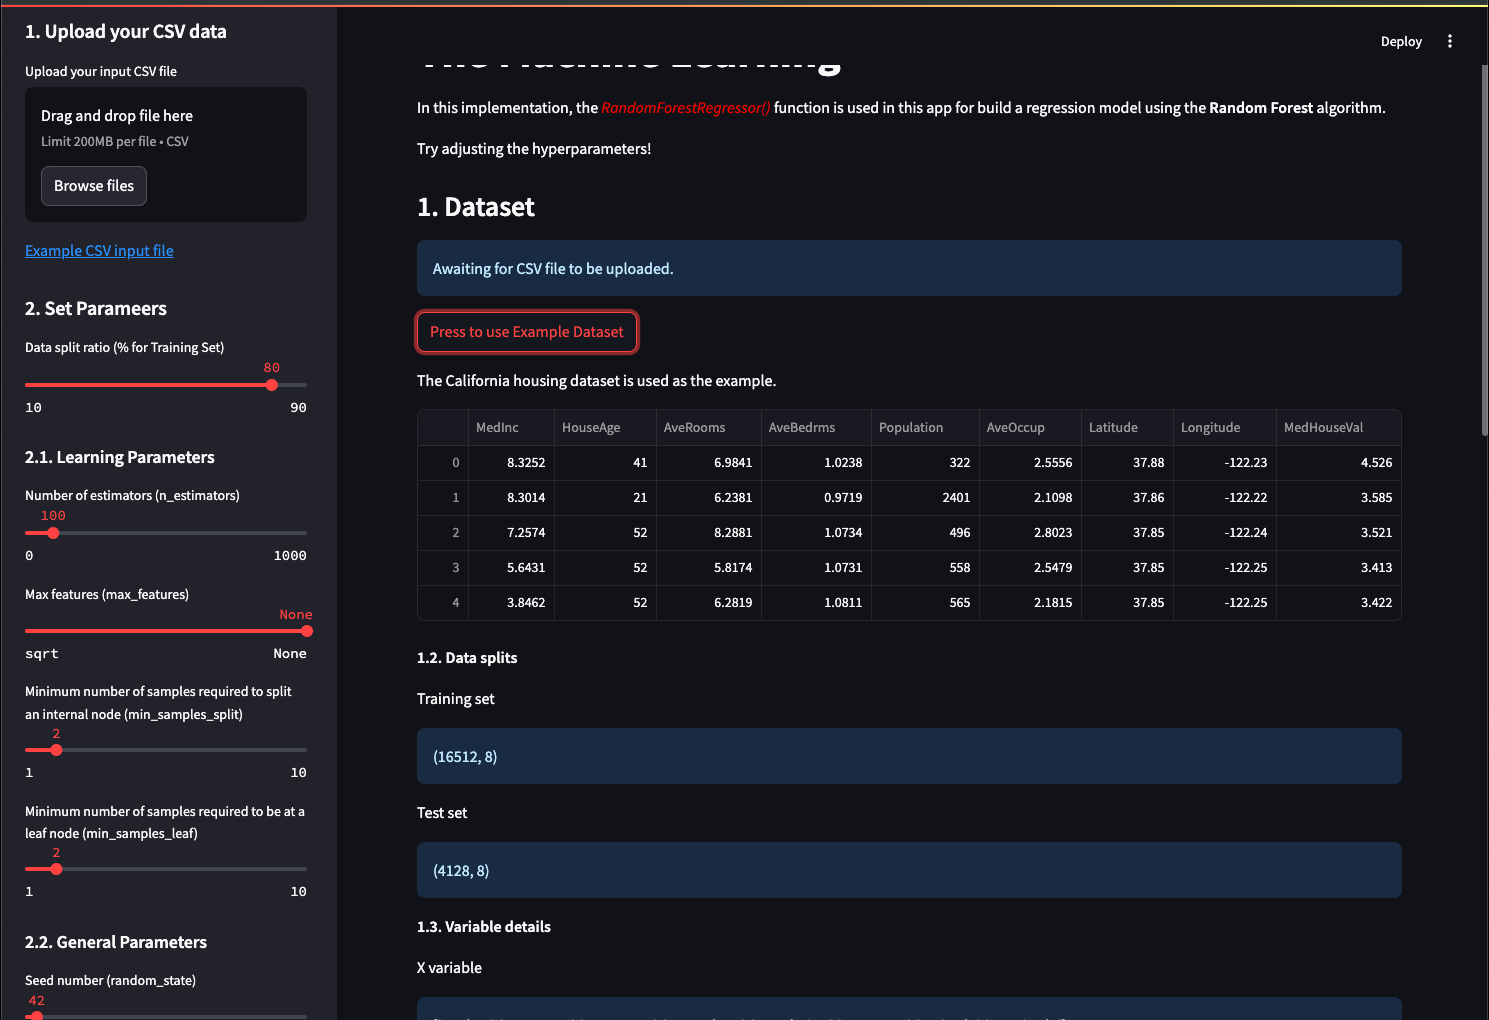 1. Upload your CSV data
Upload your input CSV file
Drag and drop file here
Limit 200MB per file • CSV
Browse files
Example CSV input file
2. Set Parameers
Data split ratio (% for Training Set)
80
10 90
2.1. Learning Parameters
Number of estimators (n_estimators)
100
0 1000
Max features (max_features)
None
sqrt None
Minimum number of samples required to split
an internal node (min_samples_split)
2
1 10
Minimum number of samples required to be at a
leaf node (min_samples_leaf)
2
1 10
2.2. General Parameters
Seed number (random_state)
42
Deploy
The Machine Learning
In this implementation, the RandomForestRegressor() function is used in this app for build a regression model using the Random Forest algorithm.
Try adjusting the hyperparameters!
1. Dataset
Awaiting for CSV file to be uploaded.
Press to use Example Dataset
The California housing dataset is used as the example.
MedInc HouseAge AveRooms AveBedrms Population AveOccup Latitude Longitude MedHouseVal
0 8.3252 41 6.9841 1.0238 322 2.5556 37.88 -122.23 4.526
1 8.3014 21 6.2381 0.9719 2401 2.1098 37.86 -122.22 3.585
2 7.2574 52 8.2881 1.0734 496 2.8023 37.85 -122.24 3.521
3 5.6431 52 5.8174 1.0731 558 2.5479 37.85 -122.25 3.413
4 3.8462 52 6.2819 1.0811 565 2.1815 37.85 -122.25 3.422
1.2. Data splits
Training set
(16512, 8)
Test set
(4128, 8)
1.3. Variable details
X variable